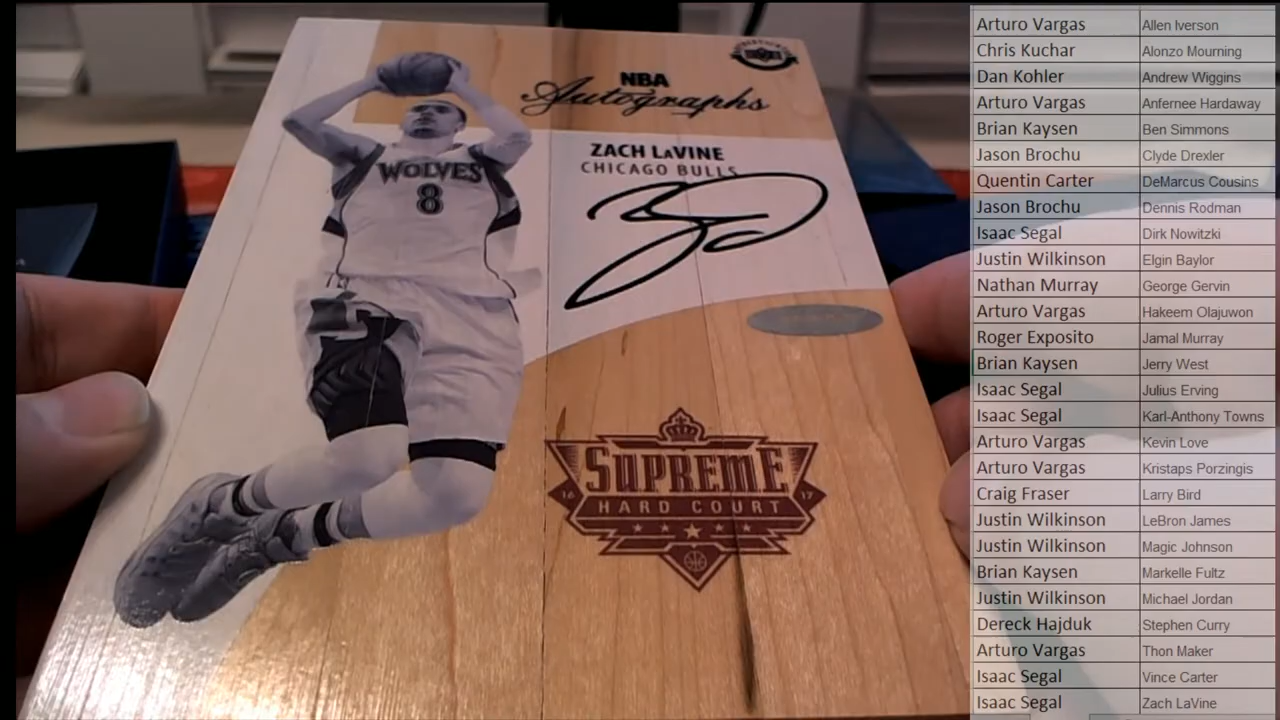 NBA
Autographs
ZACH LaVINE
CHICAGO BULLS
WOLVES
8
SUPREME
16 17
HARD COURT
Arturo Vargas Allen Iverson
Chris Kuchar Alonzo Mourning
Dan Kohler Andrew Wiggins
Arturo Vargas Anfernee Hardaway
Brian Kaysen Ben Simmons
Jason Brochu Clyde Drexler
Quentin Carter DeMarcus Cousins
Jason Brochu Dennis Rodman
Isaac Segal Dirk Nowitzki
Justin Wilkinson Elgin Baylor
Nathan Murray George Gervin
Arturo Vargas Hakeem Olajuwon
Roger Exposito Jamal Murray
Brian Kaysen Jerry West
Isaac Segal Julius Erving
Isaac Segal Karl-Anthony Towns
Arturo Vargas Kevin Love
Arturo Vargas Kristaps Porzingis
Craig Fraser Larry Bird
Justin Wilkinson LeBron James
Justin Wilkinson Magic Johnson
Brian Kaysen Markelle Fultz
Justin Wilkinson Michael Jordan
Dereck Hajduk Stephen Curry
Arturo Vargas Thon Maker
Isaac Segal Vince Carter
Isaac Segal Zach LaVine